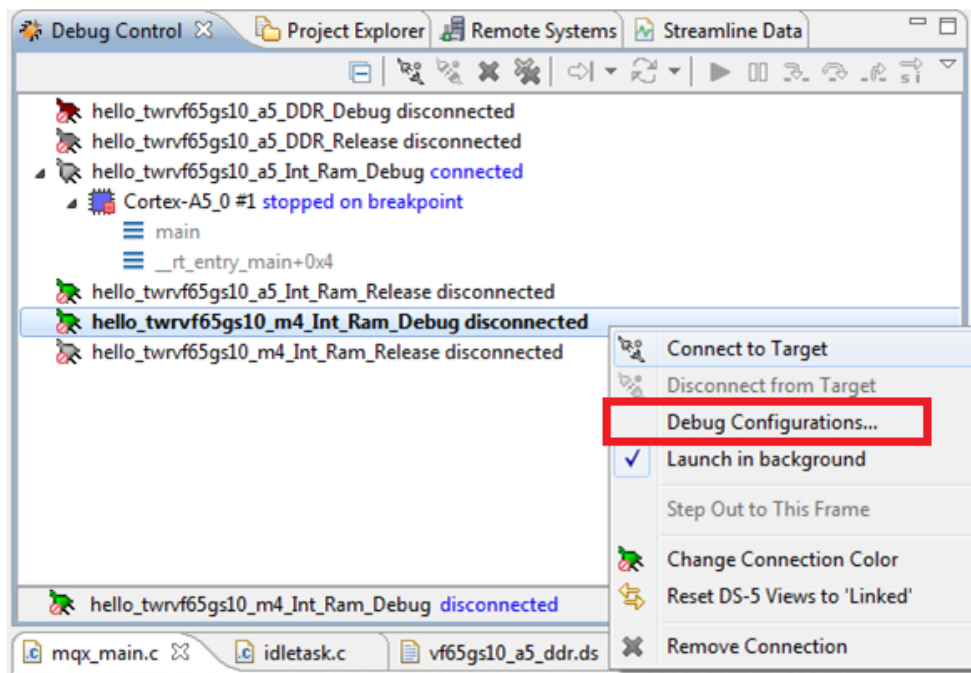 Debug Control Project Explorer Remote Systems Streamline Data
hello_twrvf65gs10_a5_DDR_Debug disconnected
hello_twrvf65gs10_a5_DDR_Release disconnected
hello_twrvf65gs10_a5_Int_Ram_Debug connected
Cortex-A5_0 #1 stopped on breakpoint
main
__rt_entry_main+0x4
hello_twrvf65gs10_a5_Int_Ram_Release disconnected
hello_twrvf65gs10_m4_Int_Ram_Debug disconnected
hello_twrvf65gs10_m4_Int_Ram_Release disconnected
Connect to Target
Disconnect from Target
Debug Configurations...
Launch in background
Step Out to This Frame
Change Connection Color
Reset DS-5 Views to 'Linked'
Remove Connection
hello_twrvf65gs10_m4_Int_Ram_Debug disconnected
mqx_main.c idletask.c vf65gs10_a5_ddr.ds